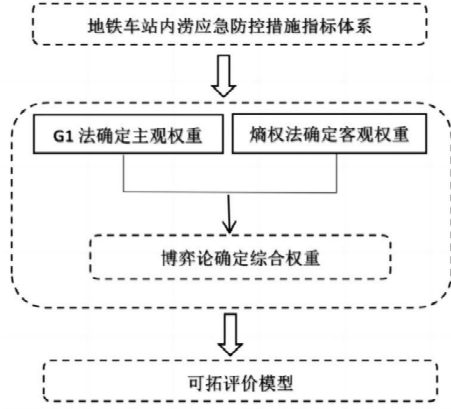 地铁车站内涝应急防控措施指标体系
G1 法确定主观权重
熵权法确定客观权重
博弈论确定综合权重
可拓评价模型